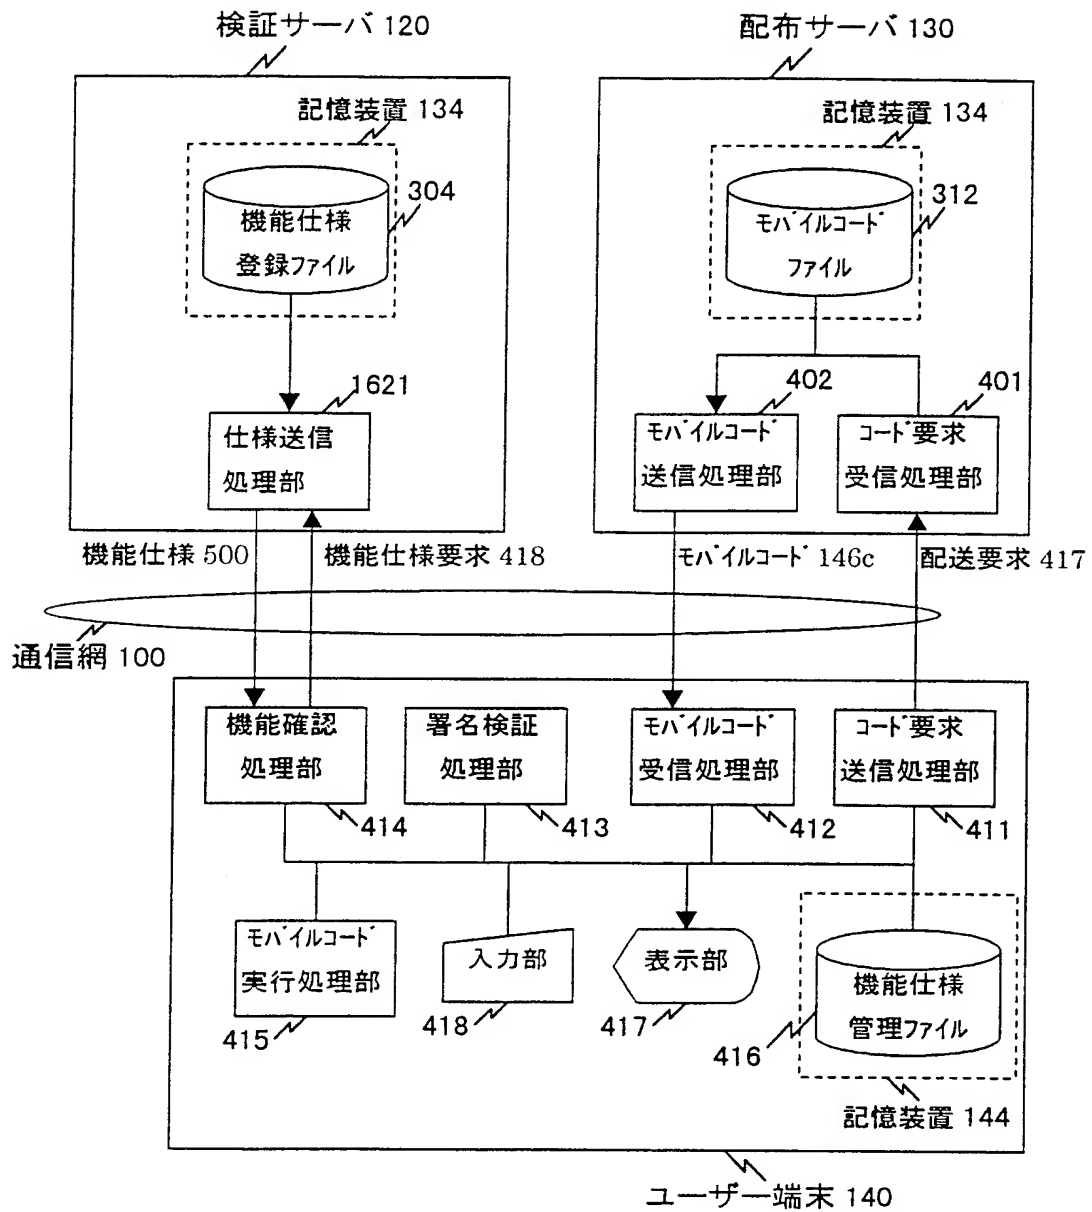 検証サーバ 120
配布サーバ 130
記憶装置 134
記憶装置 134
304
機能仕様
登録ファイル
312
モバイルコード
ファイル
1621
仕様送信
処理部
402
モバイルコード
送信処理部
401
コード要求
受信処理部
機能仕様 500
機能仕様要求 418
モバイルコード 146c
配送要求 417
通信網 100
機能確認
処理部
414
署名検証
処理部
413
モバイルコード
受信処理部
412
コード要求
送信処理部
411
モバイルコード
実行処理部
415
入力部
418
表示部
417
機能仕様
管理ファイル
416
記憶装置 144
ユーザー端末 140